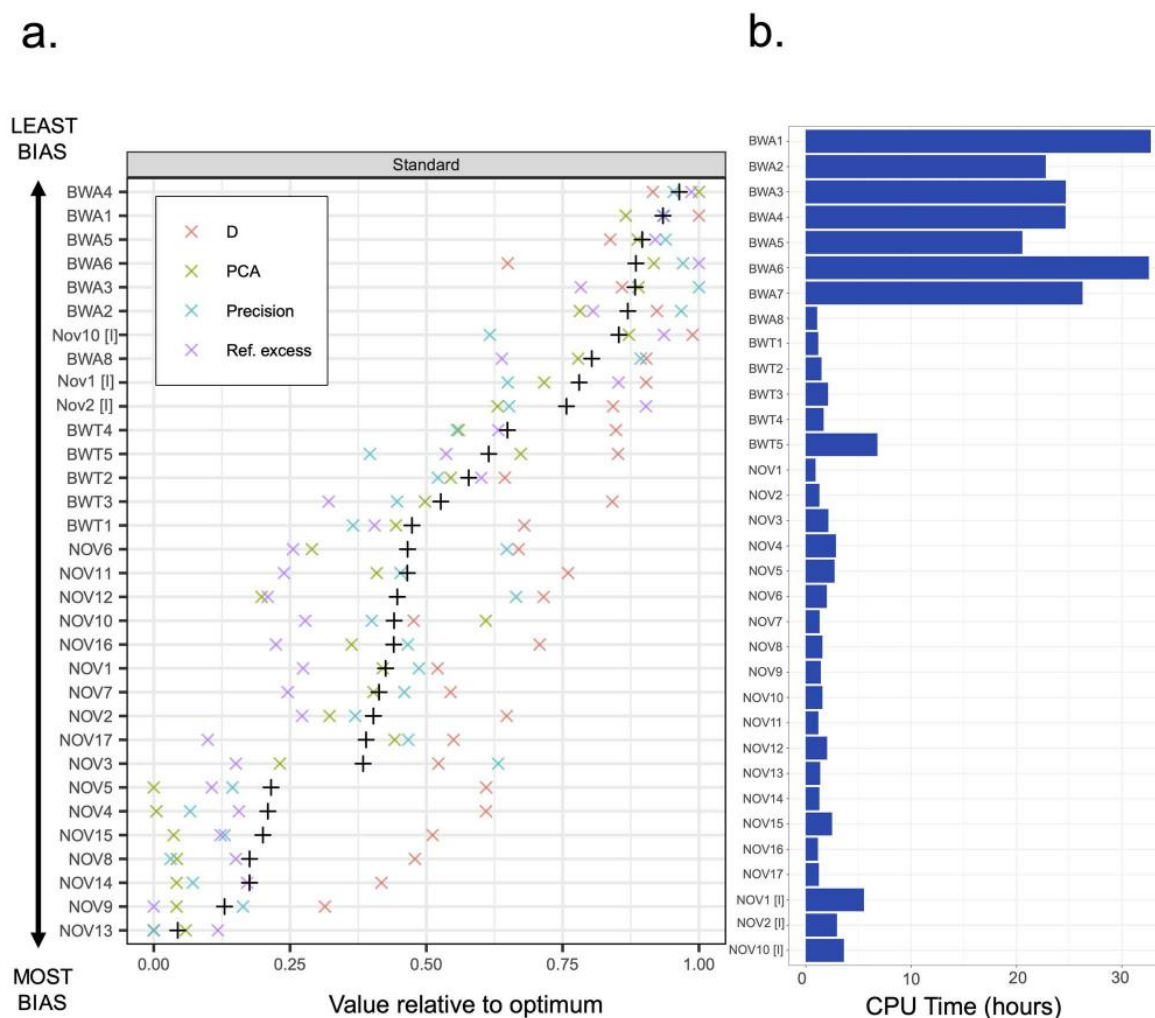 a.
LEAST
BIAS
Standard
BWA4
BWA1
BWA5
BWA6
BWA3
BWA2
Nov10 [I]
BWA8
Nov1 [I]
Nov2 [I]
BWT4
BWT5
BWT2
BWT3
BWT1
NOV6
NOV11
NOV12
NOV10
NOV16
NOV1
NOV7
NOV2
NOV17
NOV3
NOV5
NOV4
NOV15
NOV8
NOV14
NOV9
NOV13
D
PCA
Precision
Ref. excess
0.00 0.25 0.50 0.75 1.00
MOST
BIAS
Value relative to optimum
b.
BWA1
BWA2
BWA3
BWA4
BWA5
BWA6
BWA7
BWA8
BWT1
BWT2
BWT3
BWT4
BWT5
NOV1
NOV2
NOV3
NOV4
NOV5
NOV6
NOV7
NOV8
NOV9
NOV10
NOV11
NOV12
NOV13
NOV14
NOV15
NOV16
NOV17
NOV1 [I]
NOV2 [I]
NOV10 [I]
0 10 20 30
CPU Time (hours)